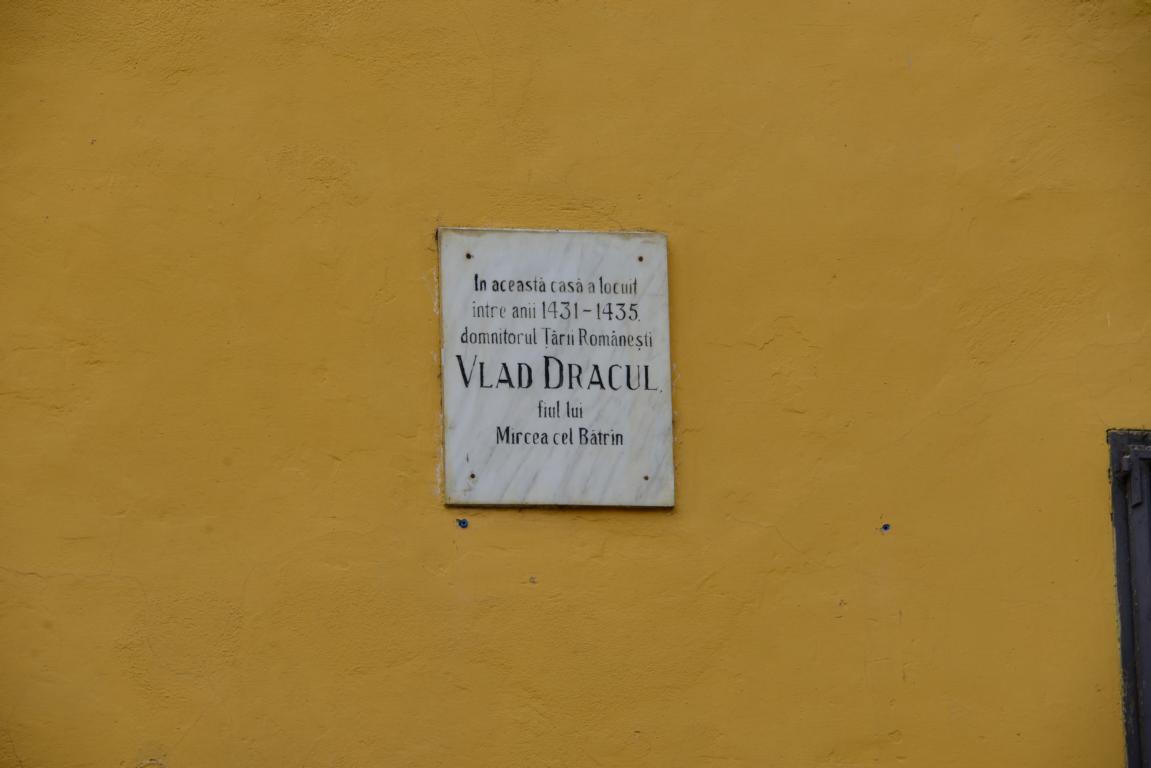 In această casă a locuit
între anii 1431-1435,
domnitorul Țării Românești
VLAD DRACUL,
fiul lui
Mircea cel Bătrîn